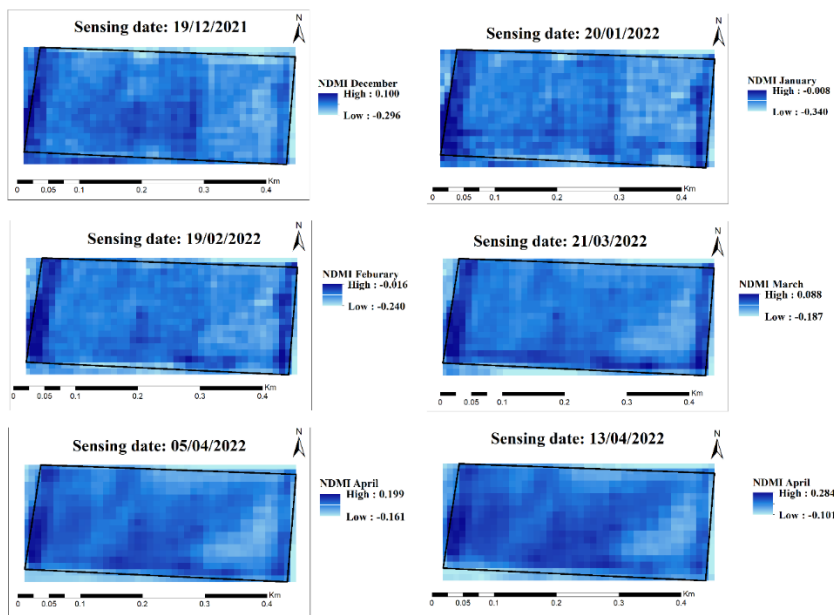 Sensing date: 19/12/2021
N
NDMI December
High : 0.100
Low : -0.296
Km
0 0.05 0.1 0.2 0.3 0.4
Sensing date: 20/01/2022
N
NDMI January
High : -0.008
Low : -0.340
Km
0 0.05 0.1 0.2 0.3 0.4
Sensing date: 19/02/2022
N
NDMI Feburary
High : -0.016
Low : -0.240
Km
0 0.05 0.1 0.2 0.3 0.4
Sensing date: 21/03/2022
N
NDMI March
High : 0.088
Low : -0.187
Km
0 0.05 0.1 0.2 0.3 0.4
Sensing date: 05/04/2022
N
NDMI April
High : 0.199
Low : -0.161
Km
0 0.05 0.1 0.2 0.3 0.4
Sensing date: 13/04/2022
N
NDMI April
High : 0.284
Low : -0.101
Km
0 0.05 0.1 0.2 0.3 0.4